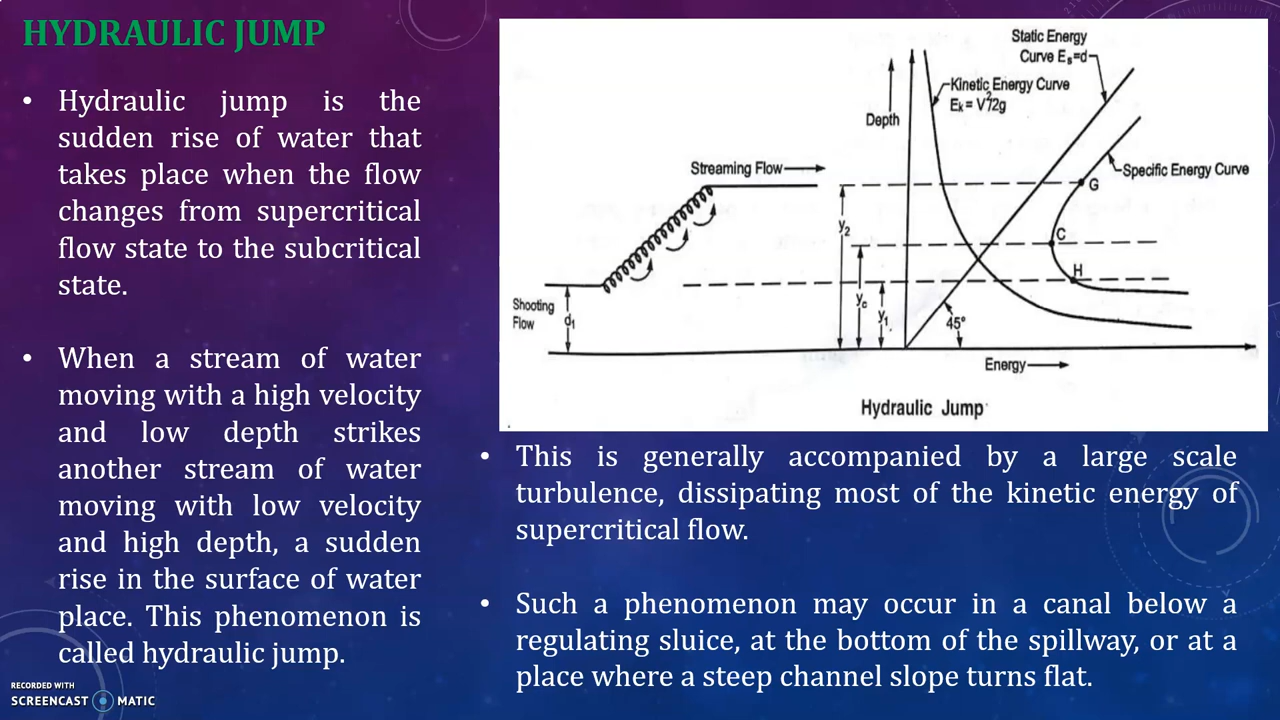 HYDRAULIC JUMP
• Hydraulic jump is the
sudden rise of water that
takes place when the flow
changes from supercritical
flow state to the subcritical
state.
• When a stream of water
moving with a high velocity
and low depth strikes
another stream of water
moving with low velocity
and high depth, a sudden
rise in the surface of water
place. This phenomenon is
called hydraulic jump.
Static Energy
Curve Es=d
Kinetic Energy Curve
Ek = V²/2g
Depth
Streaming Flow
Specific Energy Curve
G
y2
C
H
Shooting
Flow
d1
yc
y1
45°
Energy
Hydraulic Jump
• This is generally accompanied by a large scale
turbulence, dissipating most of the kinetic energy of
supercritical flow.
• Such a phenomenon may occur in a canal below a
regulating sluice, at the bottom of the spillway, or at a
place where a steep channel slope turns flat.
RECORDED WITH
SCREENCAST MATIC